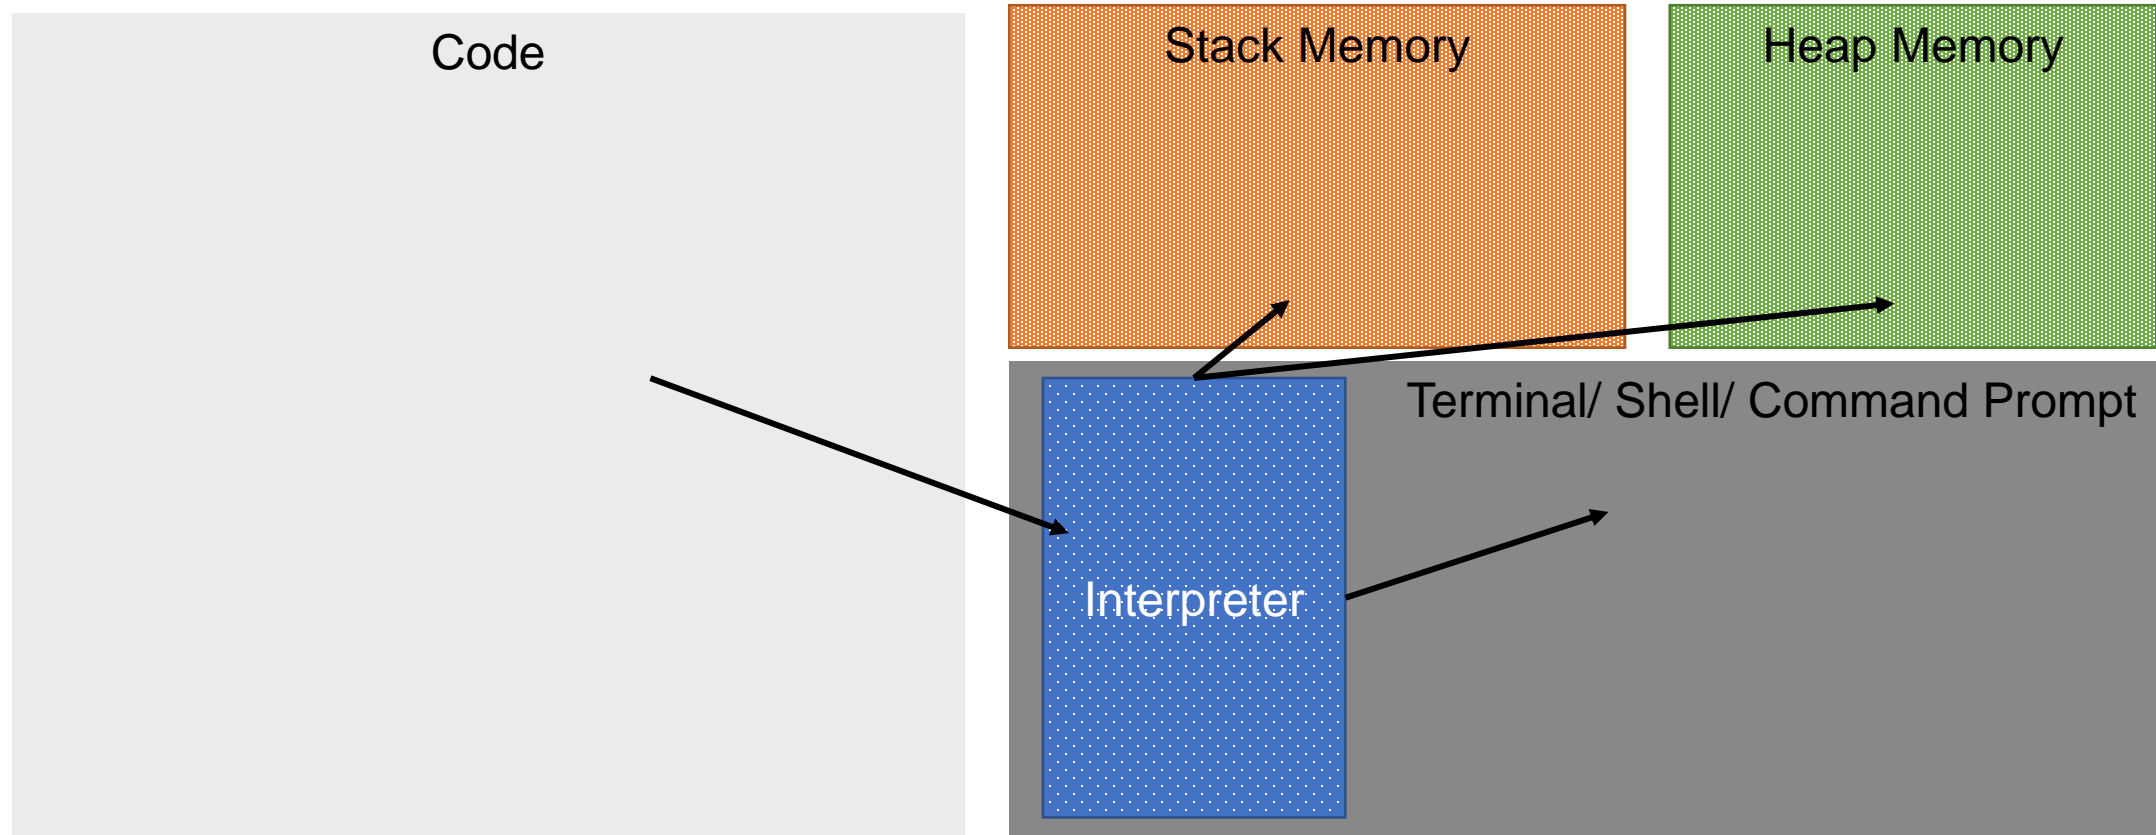 Code
Stack Memory
Heap Memory
Terminal/ Shell/ Command Prompt
Interpreter